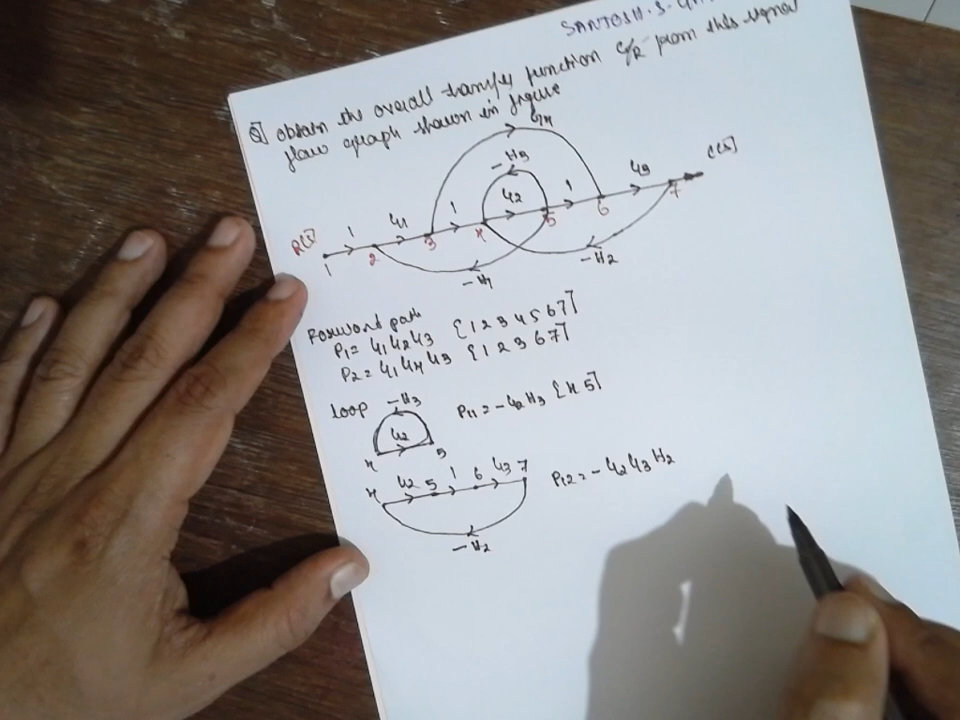 SANTOSH.S.
Q] obtain the overall transfer function C/R from this signal
flow graph shown in figure
G4
-H3
R(s) 1 G1 1 G2 1 G3 C(s)
1 2 3 4 5 6 7
-H1
-H2
Forword path
P1 = G1G2G3 {1 2 3 4 5 6 7}
P2 = G1G4G3 {1 2 3 6 7}
loop
-H3
G2
4 5
P11 = -G2H3 [4 5]
4 G2 5 1 6 G3 7
P12 = -G2G3H2
-H2